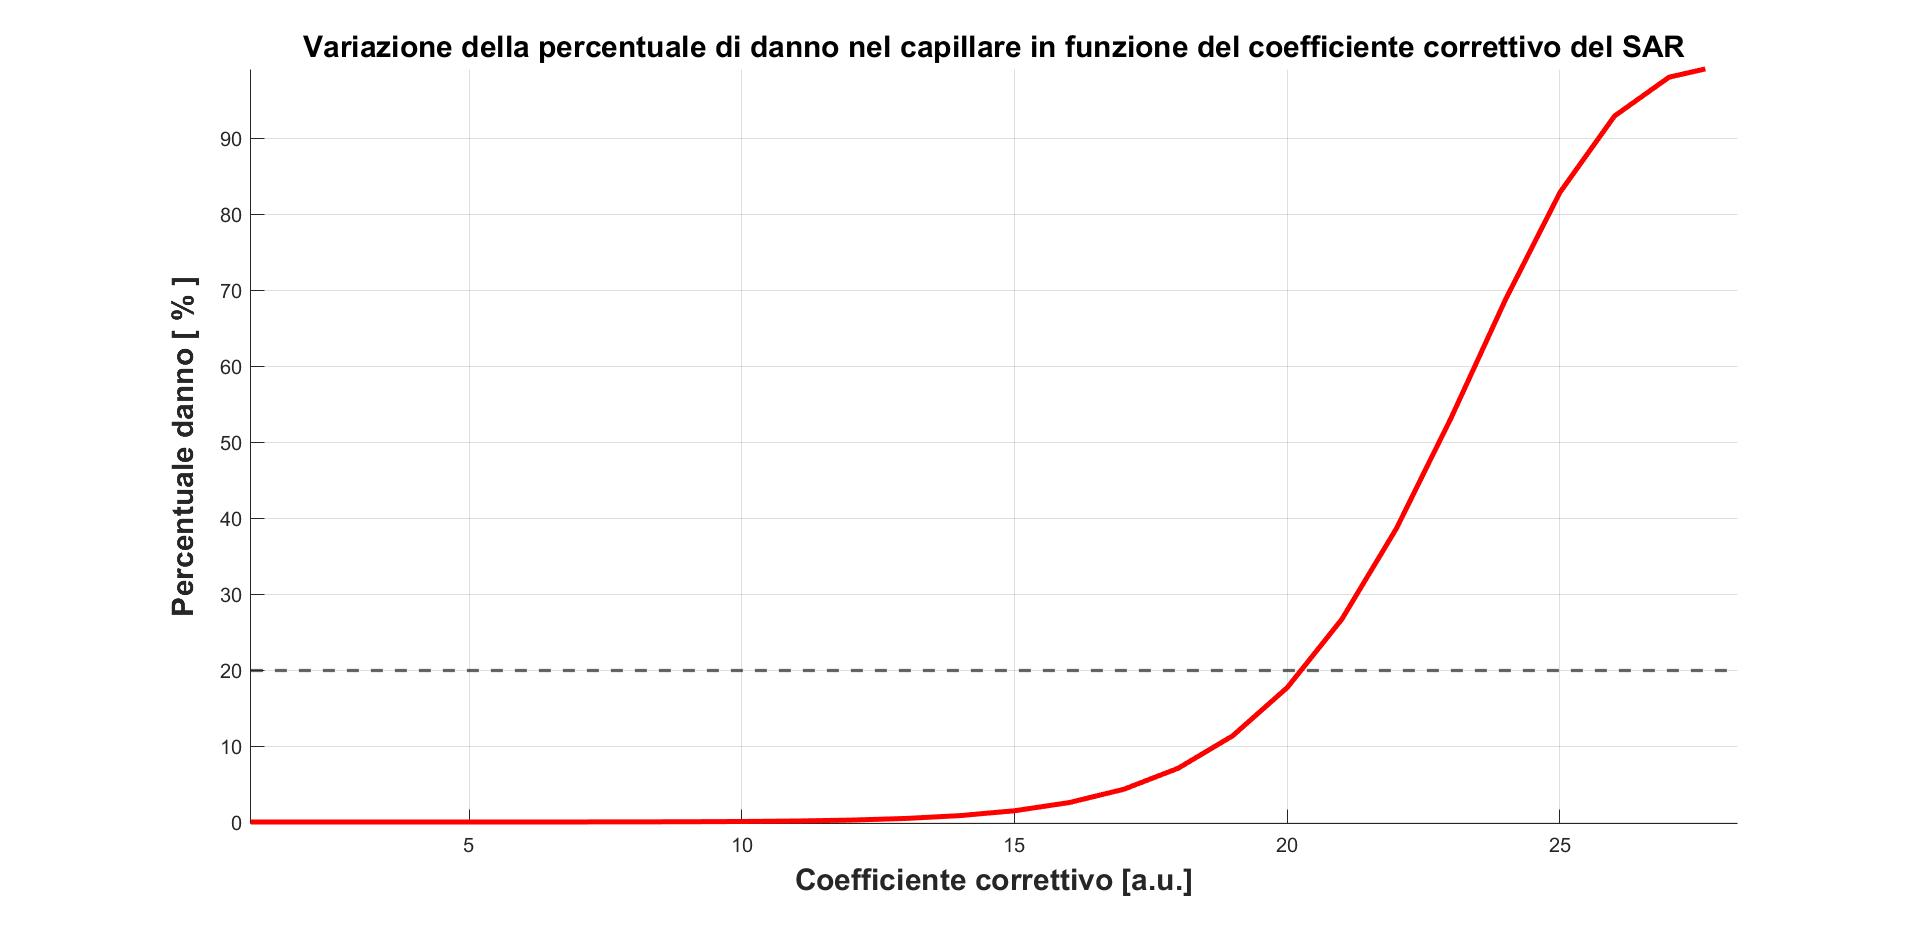 Variazione della percentuale di danno nel capillare in funzione del coefficiente correttivo del SAR
Percentuale danno [ % ]
90
80
70
60
50
40
30
20
10
0
5 10 15 20 25
Coefficiente correttivo [a.u.]